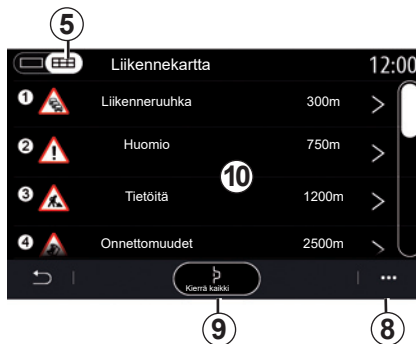 5
Liikennekartta 12:00
1 Liikenneruuhka 300m
2 Huomio 750m
10
3 Tietöitä 1200m
4 Onnettomuudet 2500m
Kierrä kaikki
9 8